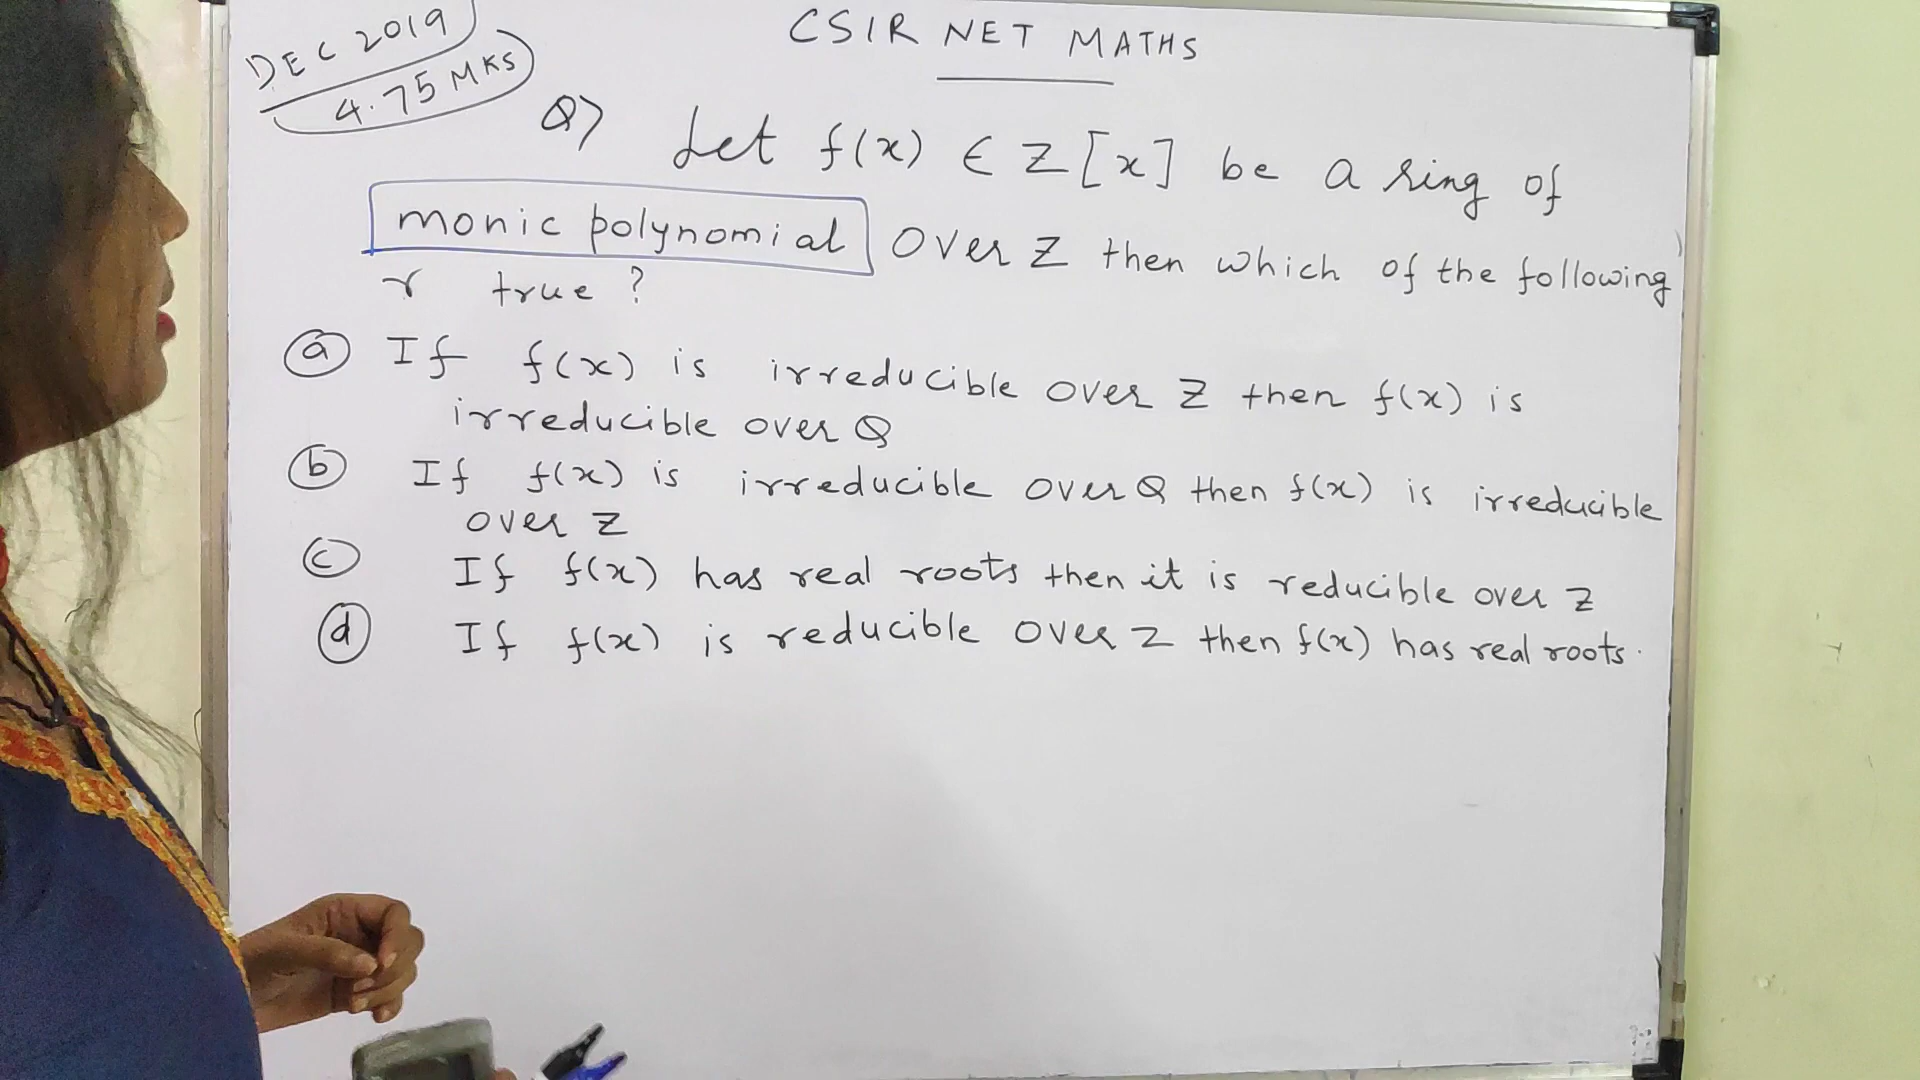 DEC 2019
4.75 MKS
CSIR NET MATHS
Q) Let f(x) ∈ Z[x] be a ring of
monic polynomial over Z then which of the following
r true ?
(a) If f(x) is irreducible over Z then f(x) is
irreducible over Q
(b) If f(x) is irreducible over Q then f(x) is irreducible
over Z
(c) If f(x) has real roots then it is reducible over Z
(d) If f(x) is reducible over Z then f(x) has real roots.